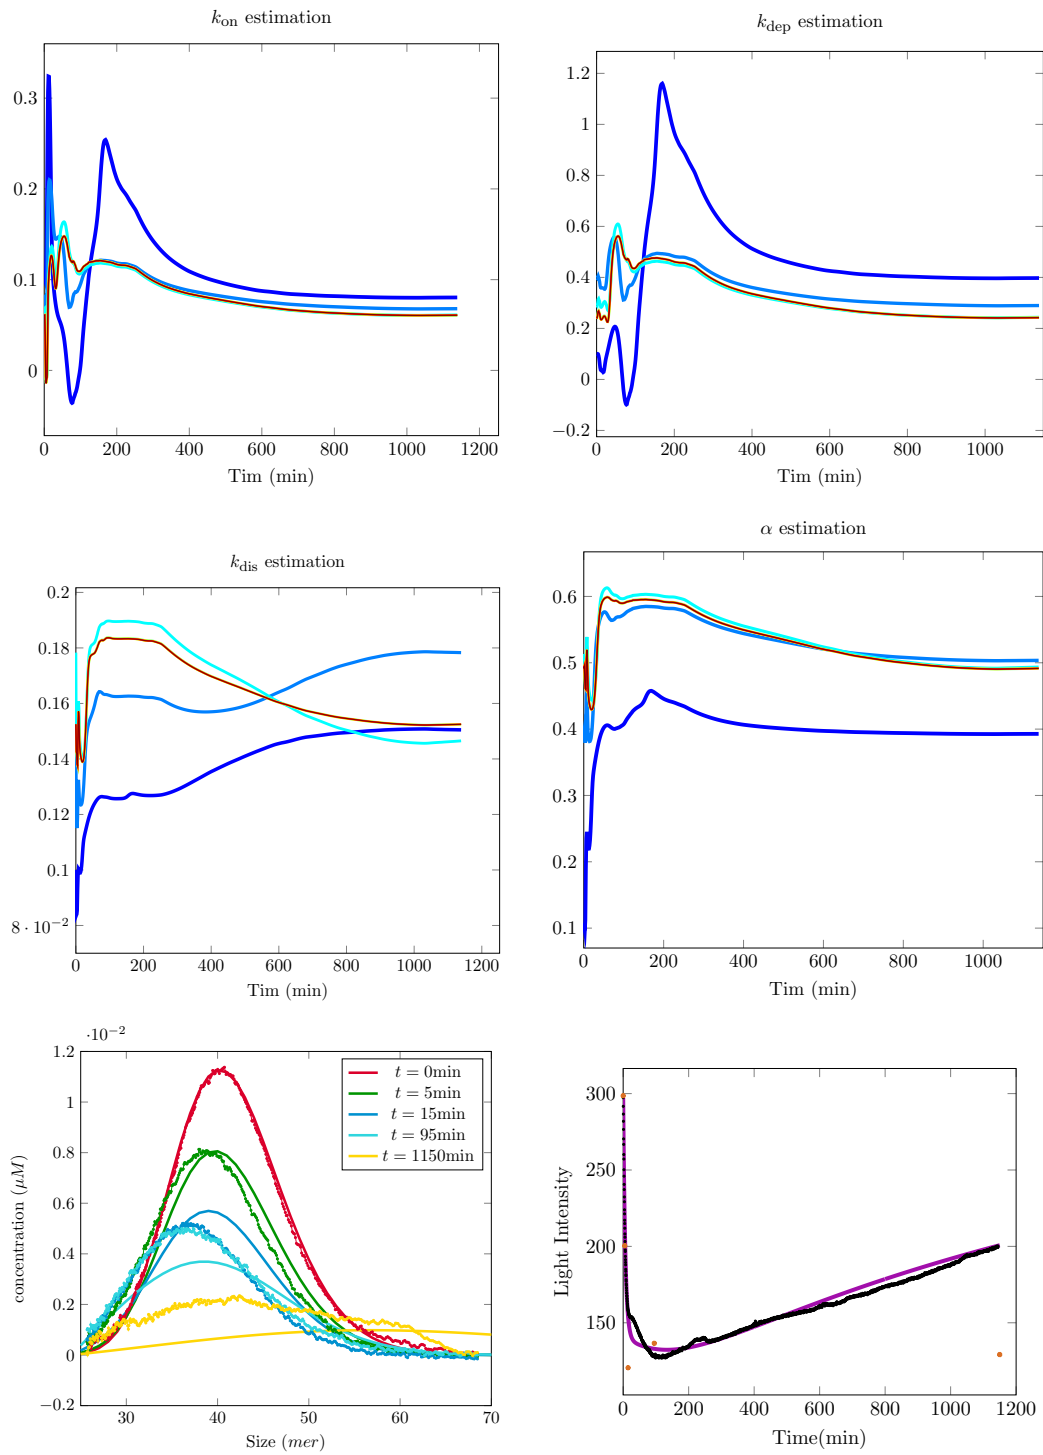 k_on estimation
0.3
0.2
0.1
0
0 200 400 600 800 1000 1200
Tim (min)
k_dep estimation
1.2
1
0.8
0.6
0.4
0.2
0
−0.2
0 200 400 600 800 1000
Tim (min)
k_dis estimation
0.2
0.18
0.16
0.14
0.12
0.1
8 · 10^−2
0 200 400 600 800 1000 1200
Tim (min)
α estimation
0.6
0.5
0.4
0.3
0.2
0.1
0 200 400 600 800 1000
Tim (min)
·10^−2
1.2
1
0.8
0.6
0.4
0.2
0
−0.2
concentration (μM)
t = 0min
t = 5min
t = 15min
t = 95min
t = 1150min
30 40 50 60 70
Size (mer)
300
250
200
150
Light Intensity
0 200 400 600 800 1000 1200
Time(min)